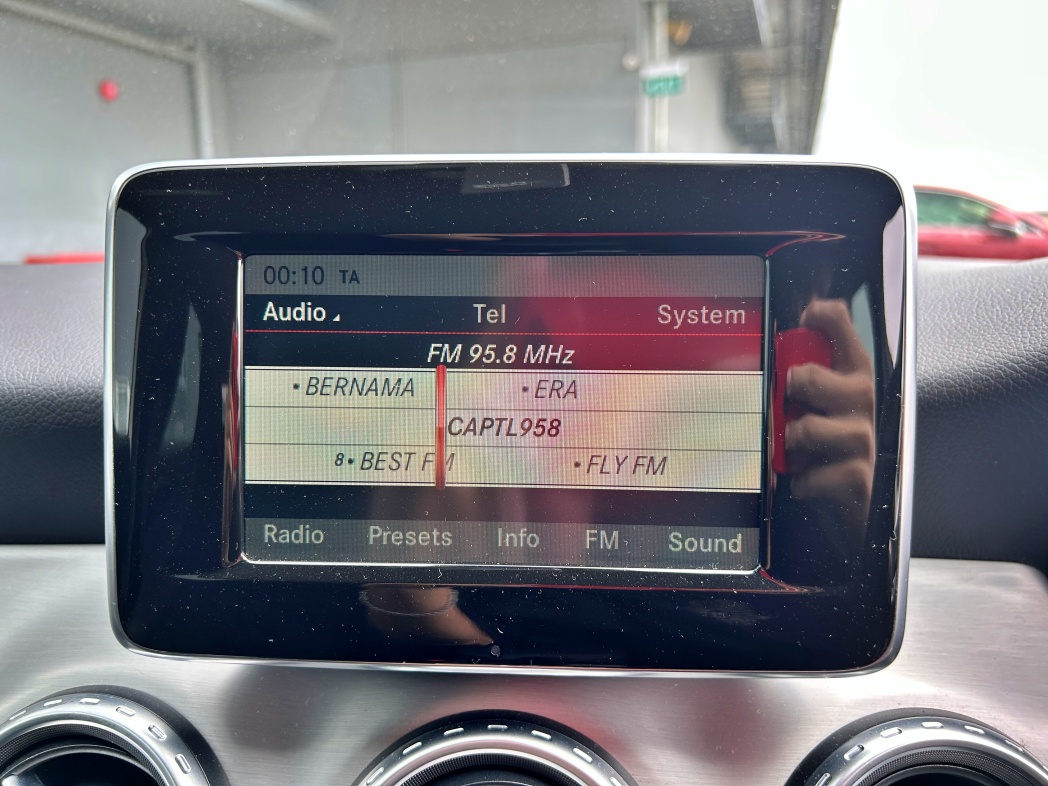 00:10 TA
Audio Tel System
FM 95.8 MHz
• BERNAMA • ERA
CAPTL958
8 • BEST FM • FLY FM
Radio Presets Info FM Sound